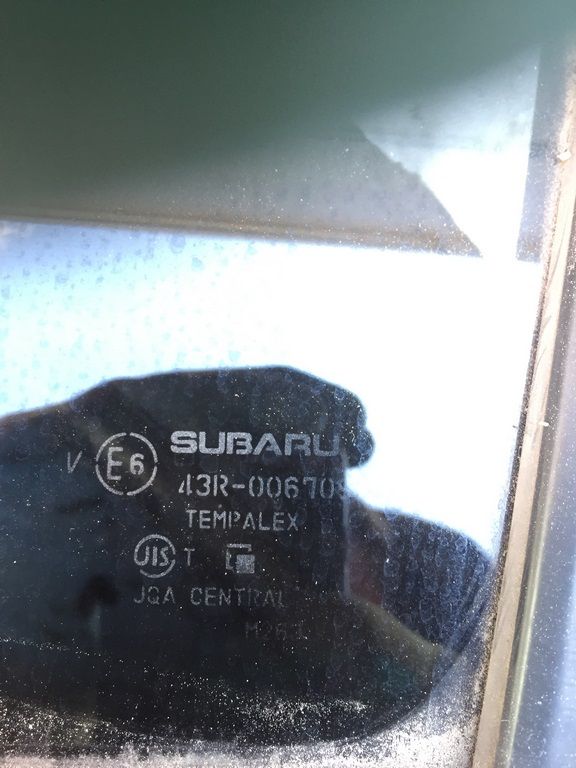 SUBARU
V E6 43R-00670
TEMPALEX
JIS T
JQA CENTRAL